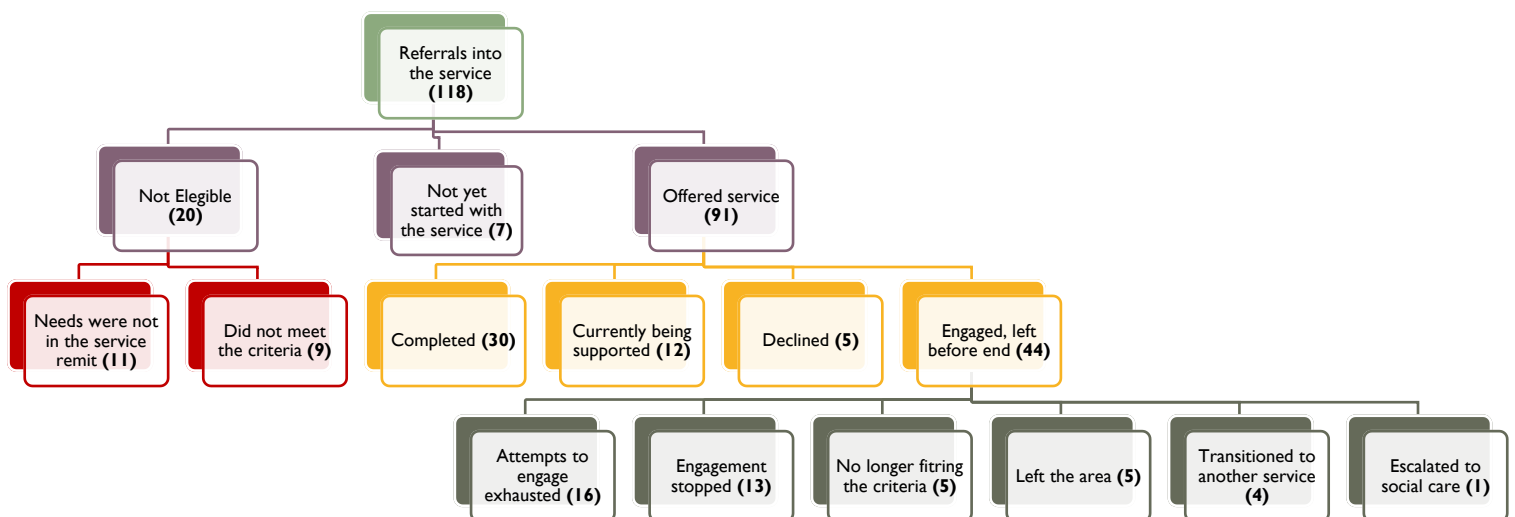 Referrals into
the service
(118)
Not Elegible
(20)
Not yet
started with
the service (7)
Offered service
(91)
Needs were not
in the service
remit (11)
Did not meet
the criteria (9)
Completed (30)
Currently being
supported (12)
Declined (5)
Engaged, left
before end (44)
Attempts to
engage
exhausted (16)
Engagement
stopped (13)
No longer fitring
the criteria (5)
Left the area (5)
Transitioned to
another service
(4)
Escalated to
social care (1)